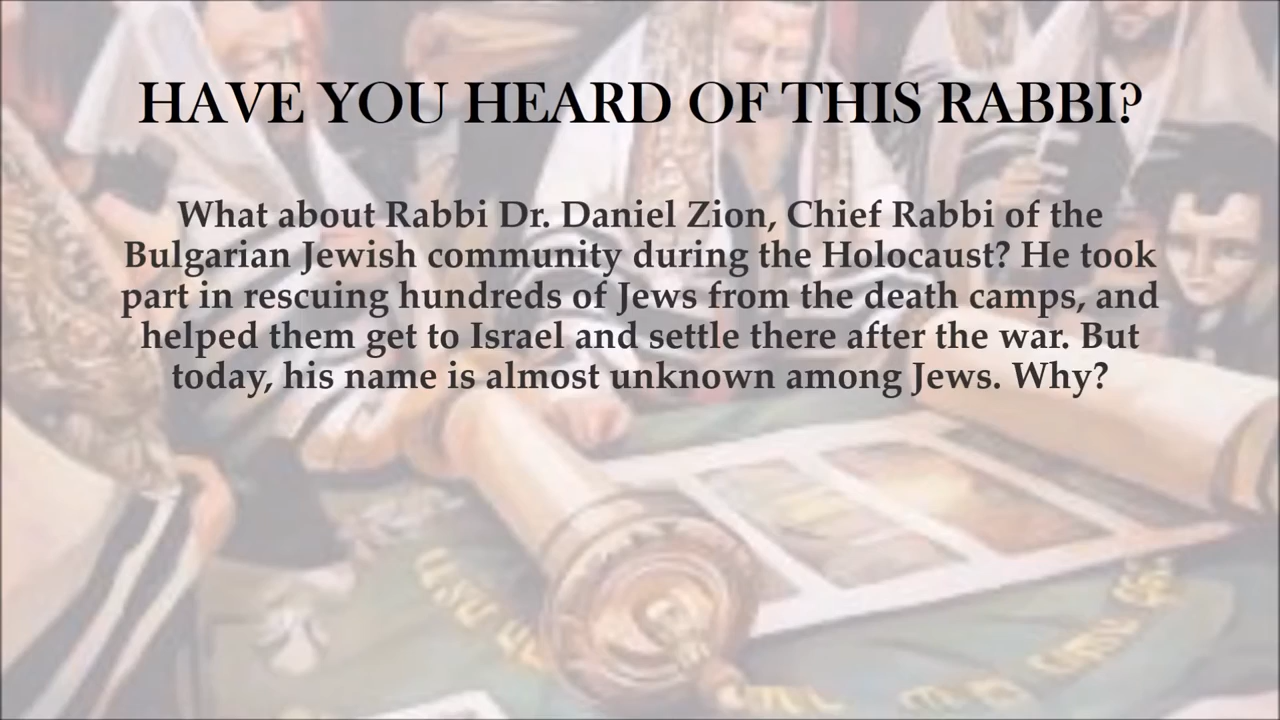 HAVE YOU HEARD OF THIS RABBI?
What about Rabbi Dr. Daniel Zion, Chief Rabbi of the
Bulgarian Jewish community during the Holocaust? He took
part in rescuing hundreds of Jews from the death camps, and
helped them get to Israel and settle there after the war. But
today, his name is almost unknown among Jews. Why?